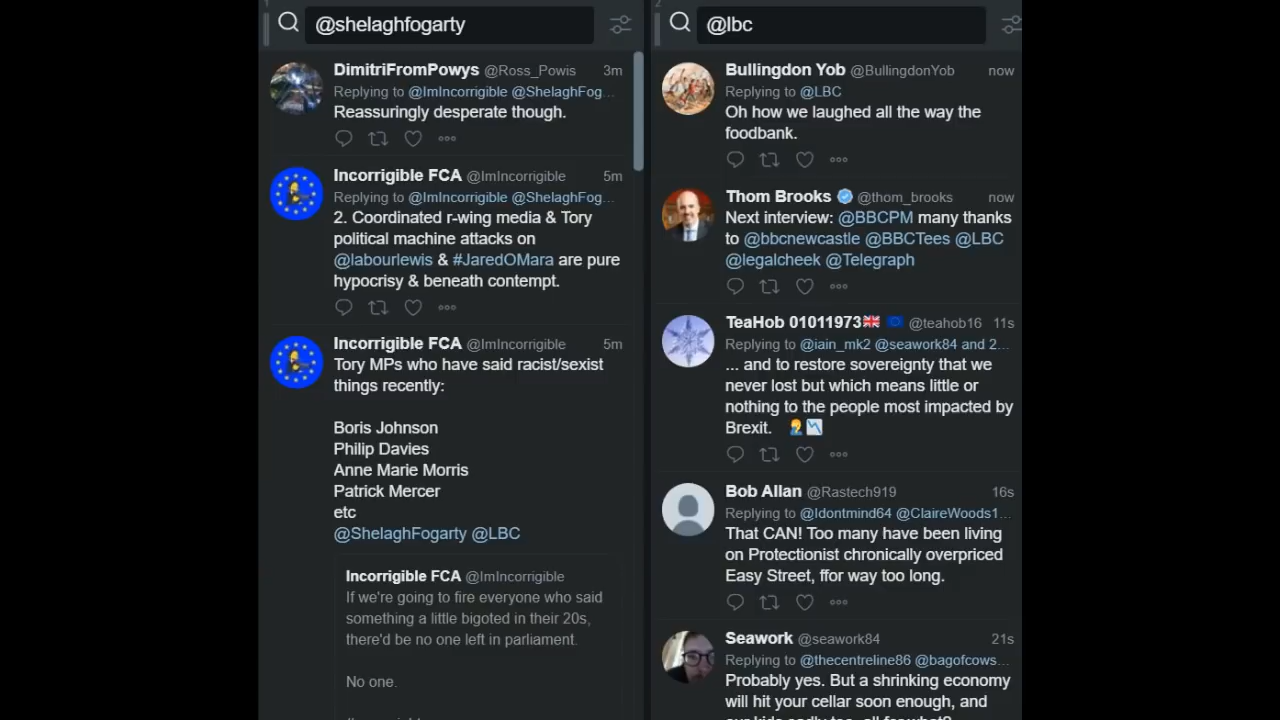 @shelaghfogarty
DimitriFromPowys @Ross_Powis 3m
Replying to @ImIncorrigible @ShelaghFog...
Reassuringly desperate though.
Incorrigible FCA @ImIncorrigible 5m
Replying to @ImIncorrigible @ShelaghFog...
2. Coordinated r-wing media & Tory
political machine attacks on
@labourlewis & #JaredOMara are pure
hypocrisy & beneath contempt.
Incorrigible FCA @ImIncorrigible 5m
Tory MPs who have said racist/sexist
things recently:
Boris Johnson
Philip Davies
Anne Marie Morris
Patrick Mercer
etc
@ShelaghFogarty @LBC
Incorrigible FCA @ImIncorrigible
If we're going to fire everyone who said
something a little bigoted in their 20s,
there'd be no one left in parliament.
No one.
2
@lbc
Bullingdon Yob @BullingdonYob now
Replying to @LBC
Oh how we laughed all the way the
foodbank.
Thom Brooks @thom_brooks now
Next interview: @BBCPM many thanks
to @bbcnewcastle @BBCTees @LBC
@legalcheek @Telegraph
TeaHob 01011973🇬🇧 🇪🇺 @teahob16 11s
Replying to @iain_mk2 @seawork84 and 2...
... and to restore sovereignty that we
never lost but which means little or
nothing to the people most impacted by
Brexit. 🤦‍♂️📉
Bob Allan @Rastech919 16s
Replying to @Idontmind64 @ClaireWoods1...
That CAN! Too many have been living
on Protectionist chronically overpriced
Easy Street, ffor way too long.
Seawork @seawork84 21s
Replying to @thecentreline86 @bagofcows...
Probably yes. But a shrinking economy
will hit your cellar soon enough, and
our kids sadly too, all for what?